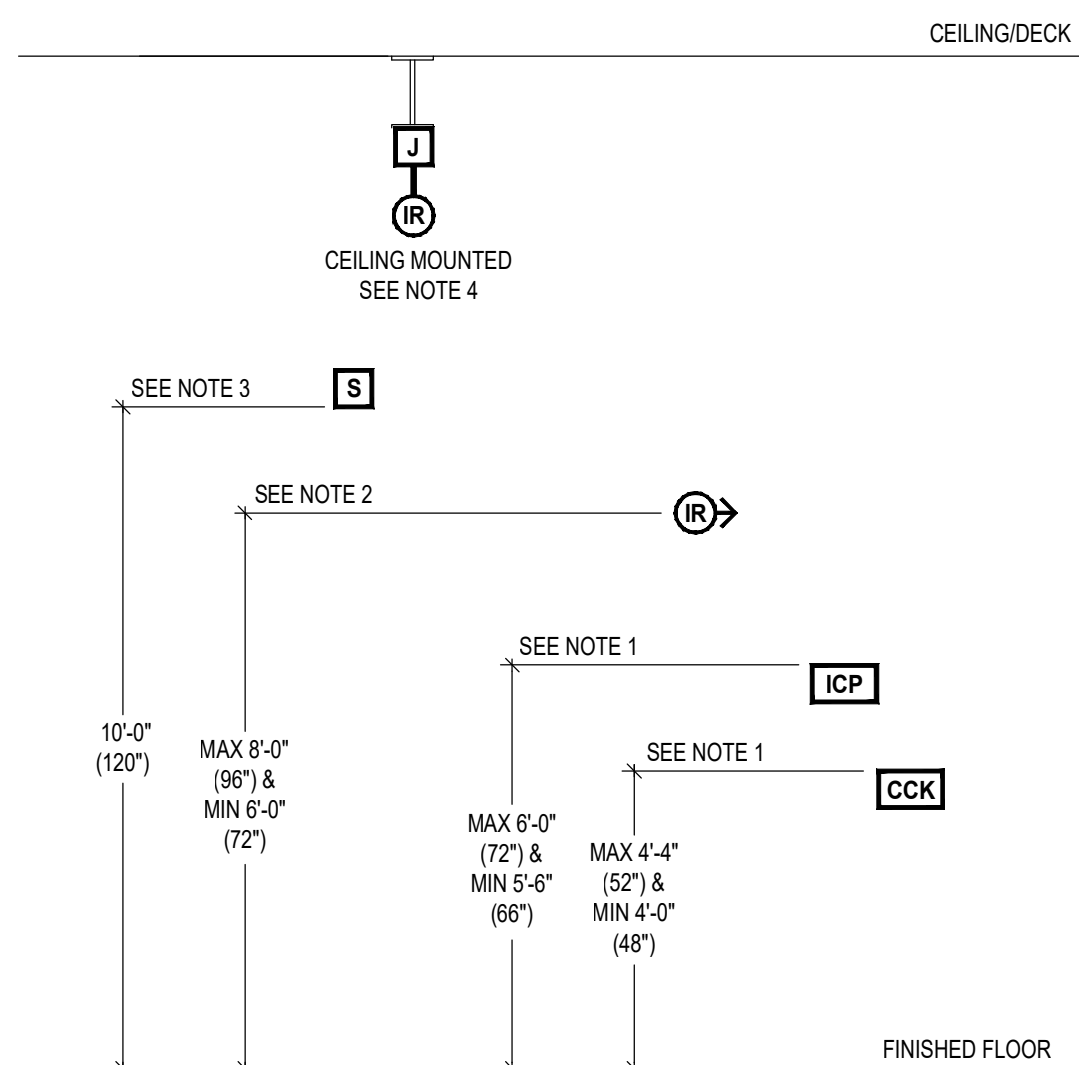 CEILING/DECK
J
IR
CEILING MOUNTED
SEE NOTE 4
SEE NOTE 3
S
SEE NOTE 2
IR
SEE NOTE 1
ICP
10'-0"
(120")
MAX 8'-0"
(96") &
MIN 6'-0"
(72")
SEE NOTE 1
CCK
MAX 6'-0"
(72") &
MIN 5'-6"
(66")
MAX 4'-4"
(52") &
MIN 4'-0"
(48")
FINISHED FLOOR